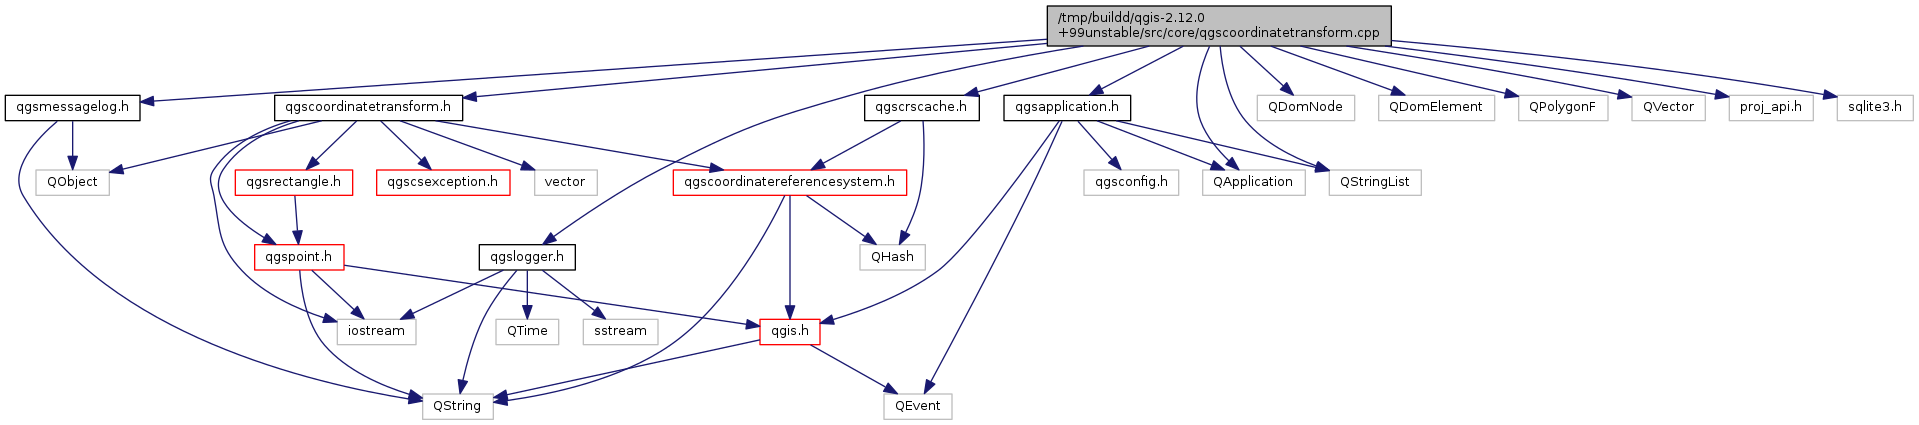 /tmp/buildd/qgis-2.12.0
+99unstable/src/core/qgscoordinatetransform.cpp
qgsmessagelog.h
qgscoordinatetransform.h
qgscrscache.h
qgsapplication.h
QDomNode
QDomElement
QPolygonF
QVector
proj_api.h
sqlite3.h
QObject
qgsrectangle.h
qgscsexception.h
vector
qgscoordinatereferencesystem.h
qgsconfig.h
QApplication
QStringList
qgspoint.h
qgslogger.h
QHash
iostream
QTime
sstream
qgis.h
QString
QEvent